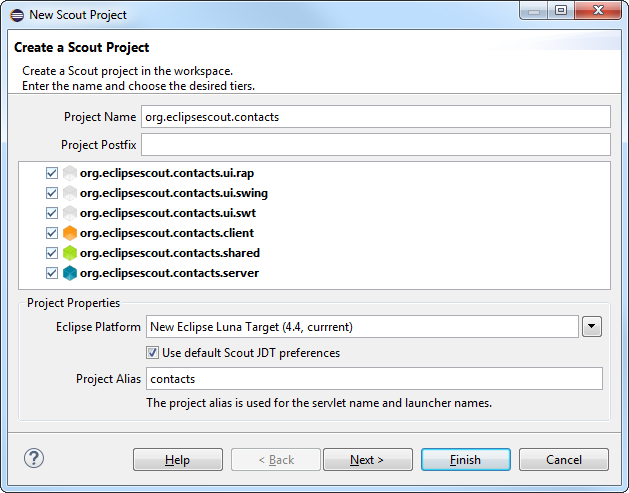 New Scout Project
Create a Scout Project
Create a Scout project in the workspace.
Enter the name and choose the desired tiers.
Project Name org.eclipsescout.contacts
Project Postfix
org.eclipsescout.contacts.ui.rap
org.eclipsescout.contacts.ui.swing
org.eclipsescout.contacts.ui.swt
org.eclipsescout.contacts.client
org.eclipsescout.contacts.shared
org.eclipsescout.contacts.server
Project Properties
Eclipse Platform New Eclipse Luna Target (4.4, currrent)
Use default Scout JDT preferences
Project Alias contacts
The project alias is used for the servlet name and launcher names.
? Help < Back Next > Finish Cancel